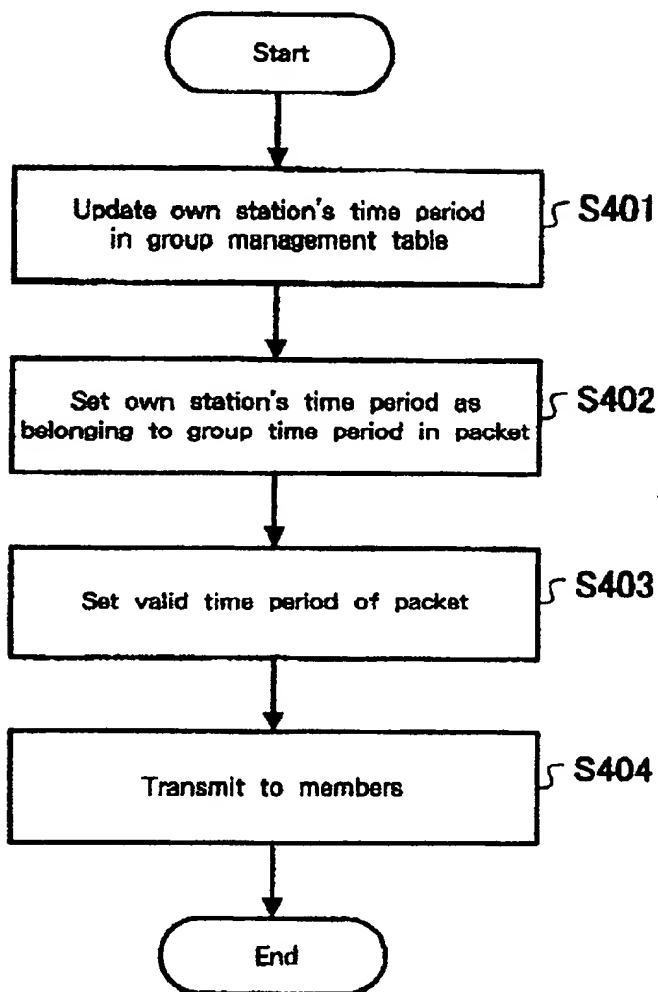 Start
Update own station's time period
in group management table
S401
Set own station's time period as
belonging to group time period in packet
S402
Set valid time period of packet
S403
Transmit to members
S404
End